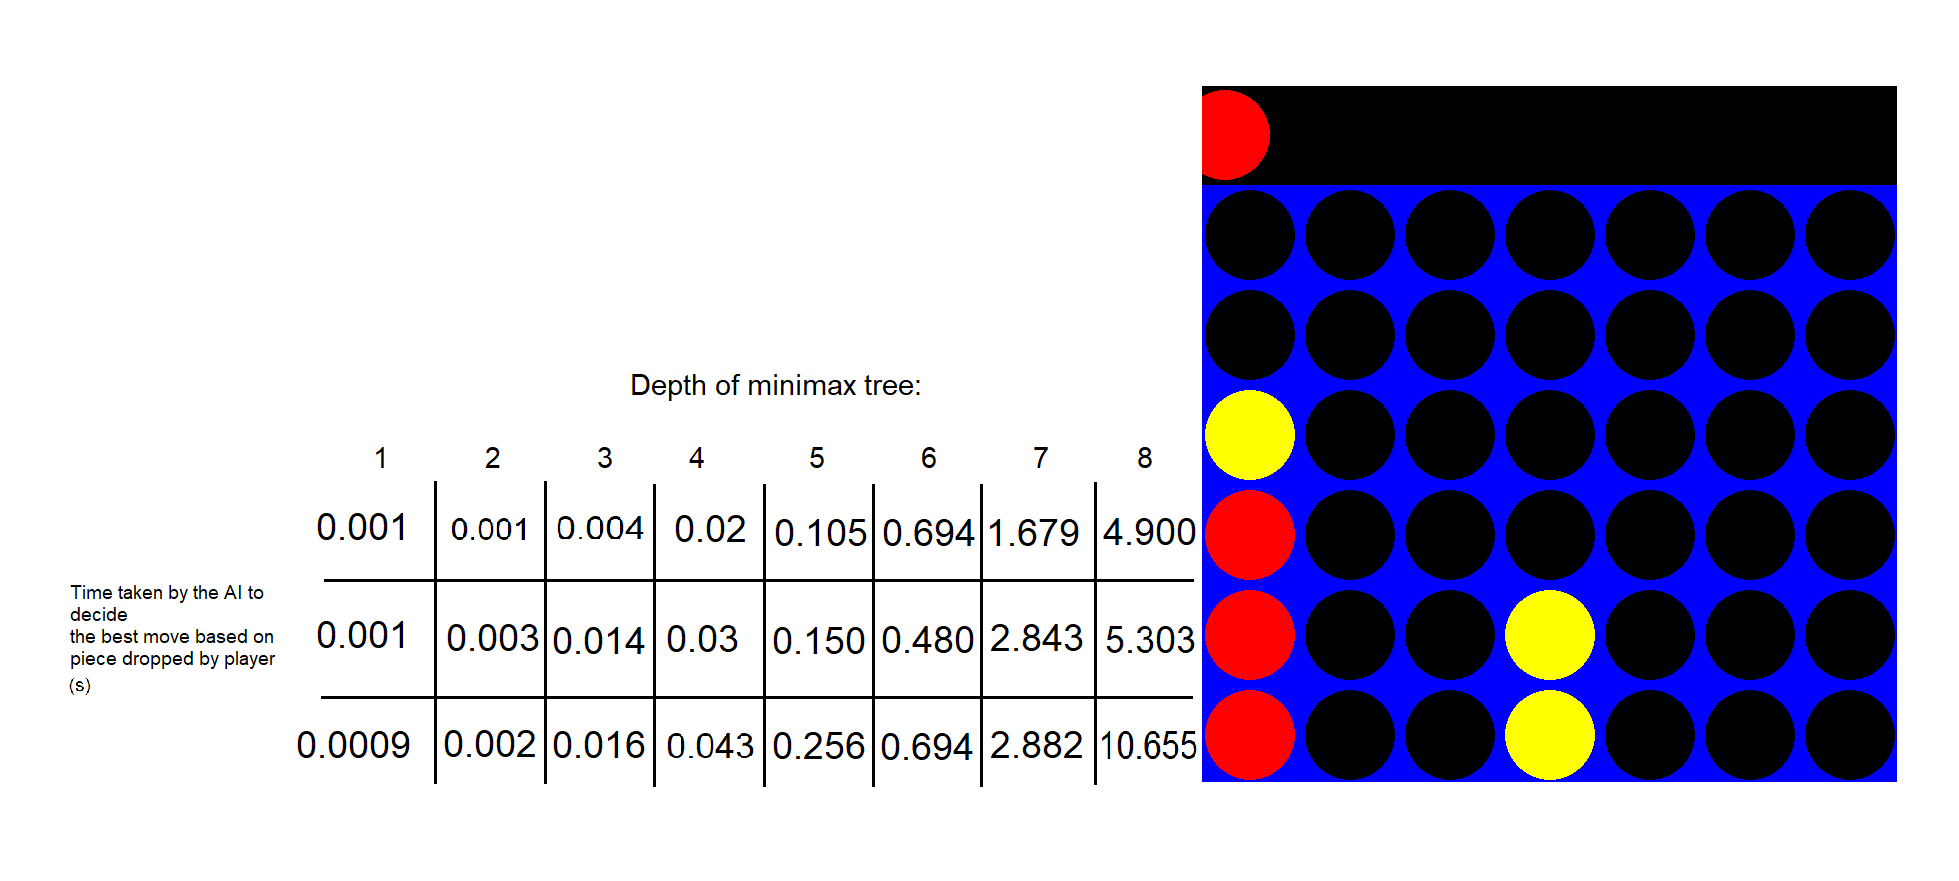 Depth of minimax tree:
1 2 3 4 5 6 7 8
0.001 0.001 0.004 0.02 0.105 0.694 1.679 4.900
Time taken by the AI to
decide
the best move based on
piece dropped by player
(s)
0.001 0.003 0.014 0.03 0.150 0.480 2.843 5.303
0.0009 0.002 0.016 0.043 0.256 0.694 2.882 10.655